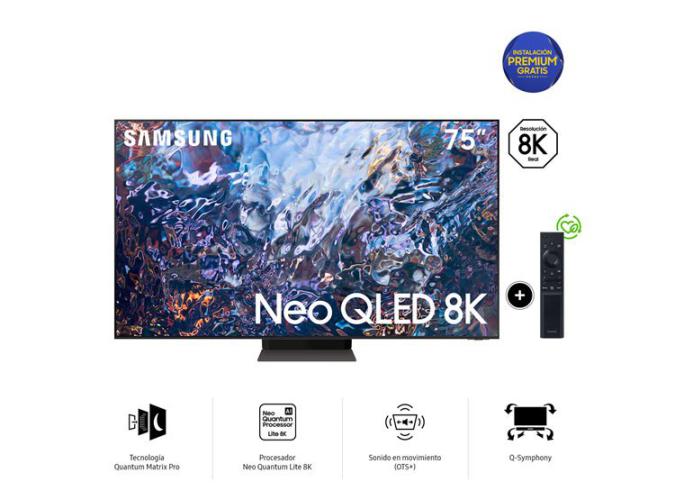 INSTALACIÓN
PREMIUM
GRATIS
SAMSUNG
75"
Resolución
8K
Real
Neo QLED 8K
Neo
Quantum
Processor
Lite 8K
AI
Tecnología
Quantum Matrix Pro
Procesador
Neo Quantum Lite 8K
Sonido en movimiento
(OTS+)
Q-Symphony